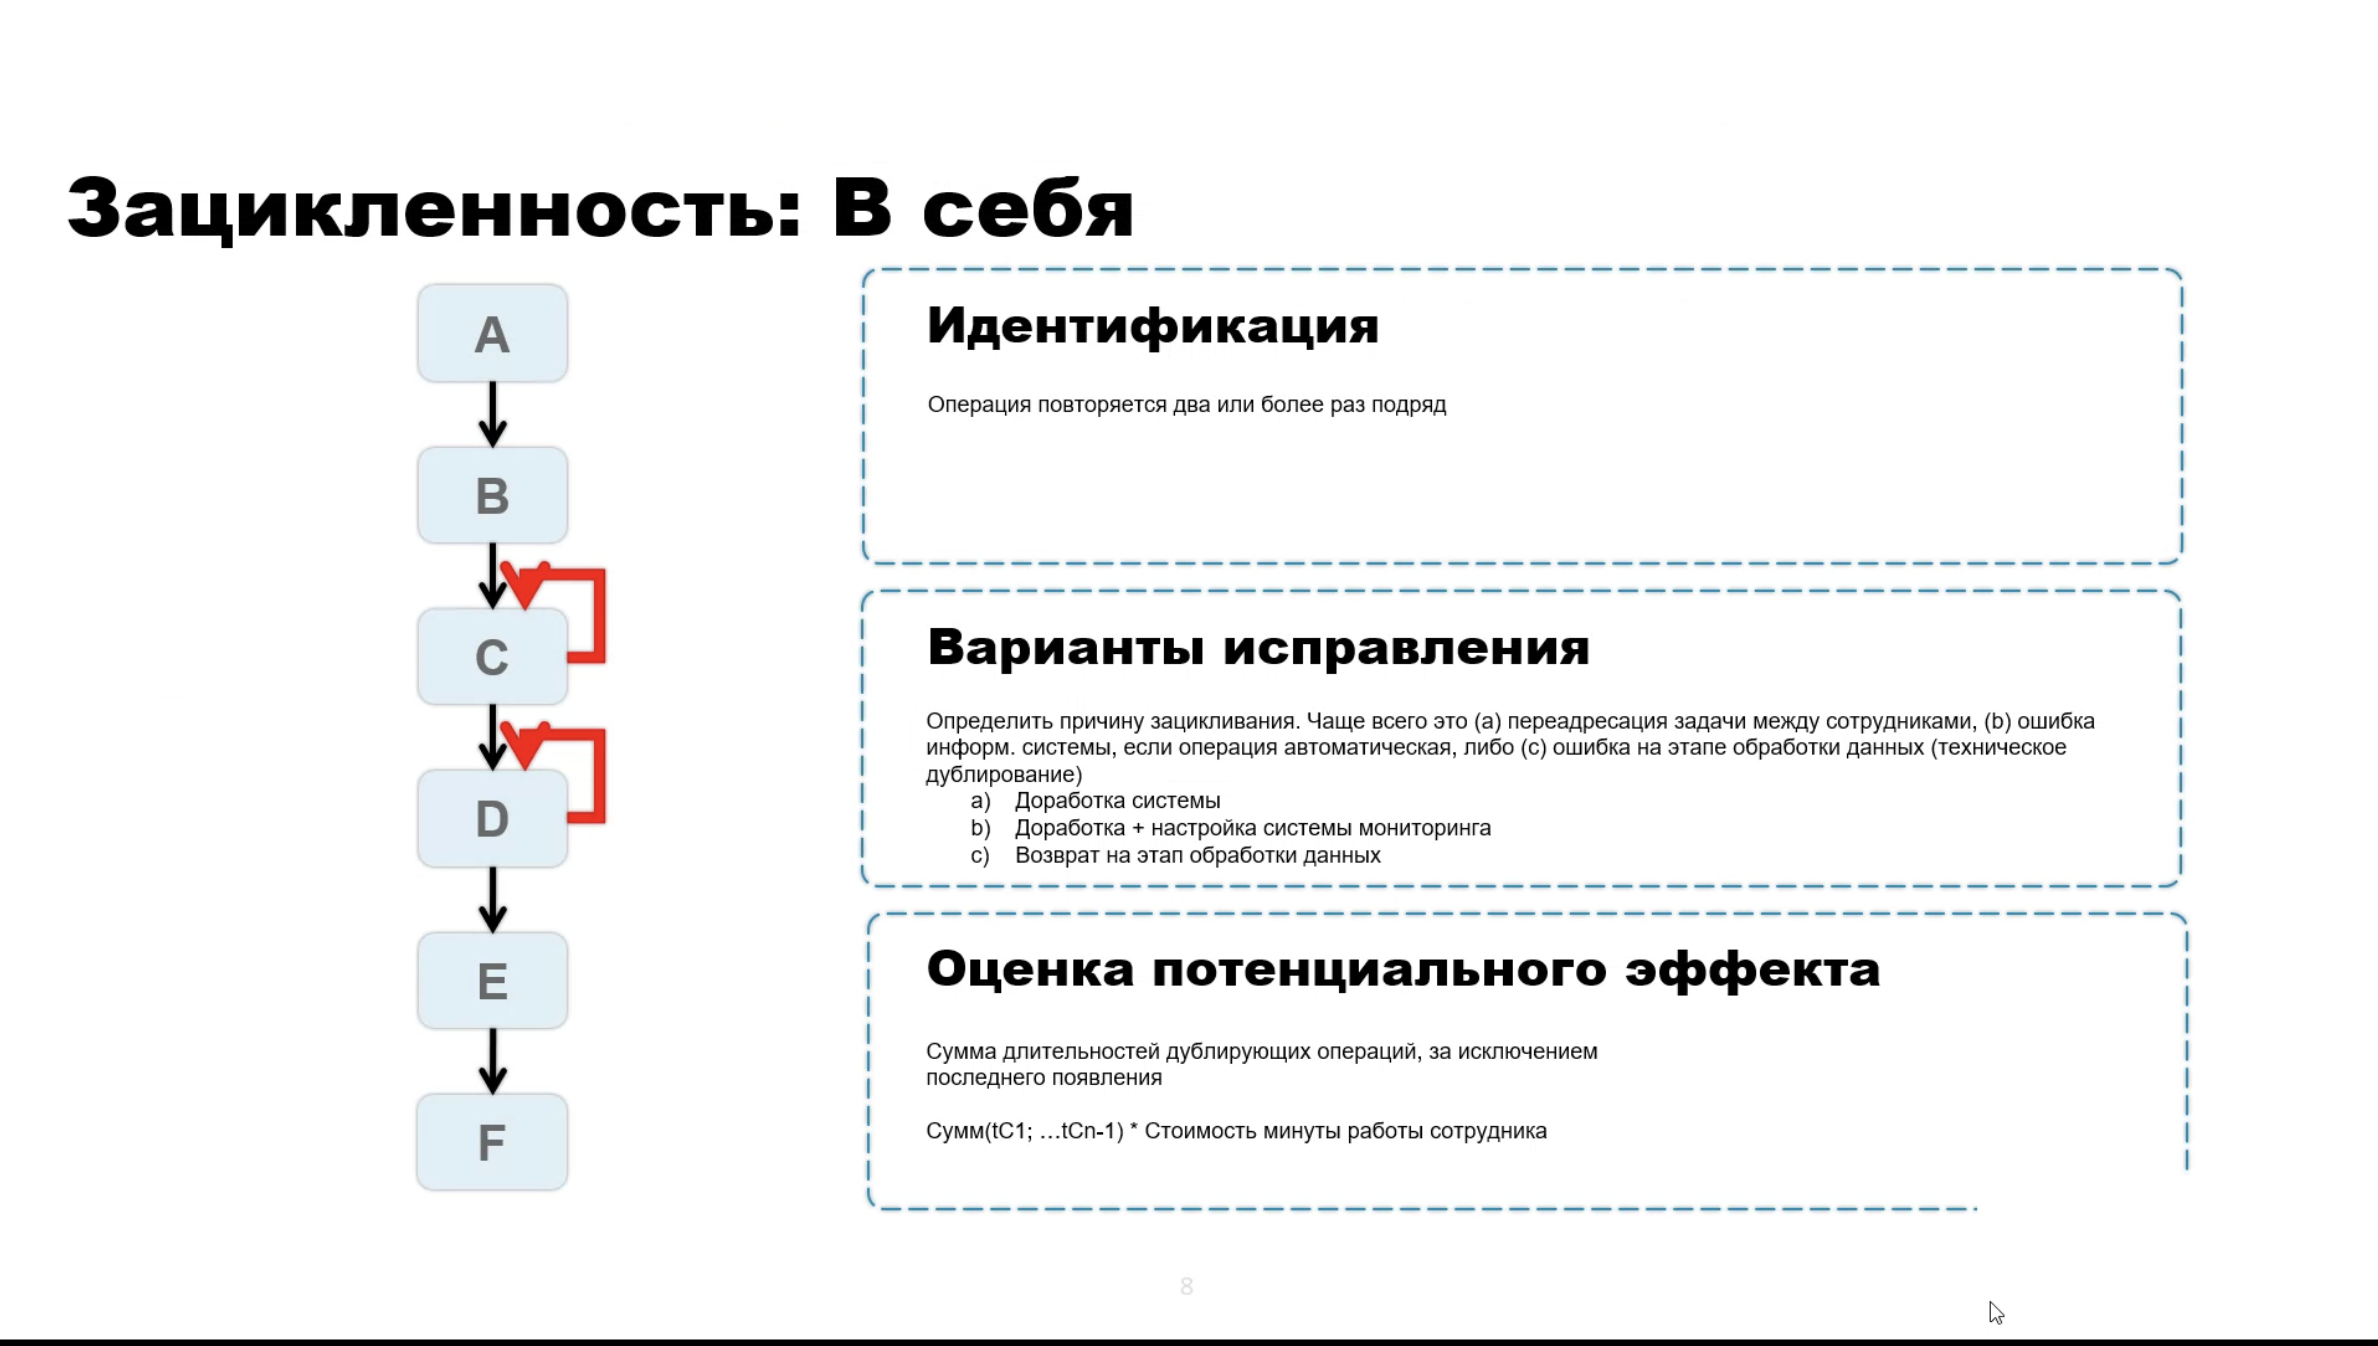 Зацикленность: В себя
A
B
C
D
E
F
Идентификация
Операция повторяется два или более раз подряд
Варианты исправления
Определить причину зацикливания. Чаще всего это (a) переадресация задачи между сотрудниками, (b) ошибка
информ. системы, если операция автоматическая, либо (c) ошибка на этапе обработки данных (техническое
дублирование)
a) Доработка системы
b) Доработка + настройка системы мониторинга
c) Возврат на этап обработки данных
Оценка потенциального эффекта
Сумма длительностей дублирующих операций, за исключением
последнего появления
Сумм(tC1; …tCn-1) * Стоимость минуты работы сотрудника
8